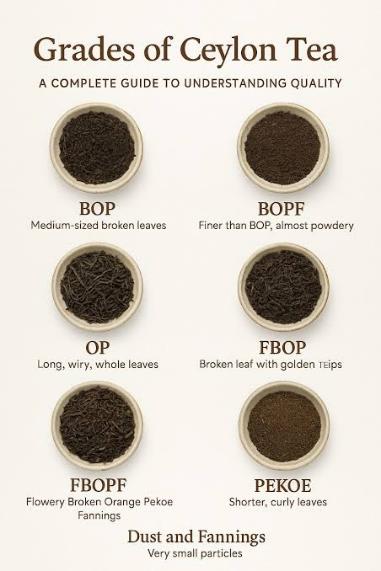 Grades of Ceylon Tea
A COMPLETE GUIDE TO UNDERSTANDING QUALITY
BOP
Medium-sized broken leaves
BOPF
Finer than BOP, almost powdery
OP
Long, wiry, whole leaves
FBOP
Broken leaf with golden TEips
FBOPF
Flowery Broken Orange Pekoe
Fannings
PEKOE
Shorter, curly leaves
Dust and Fannings
Very small particles